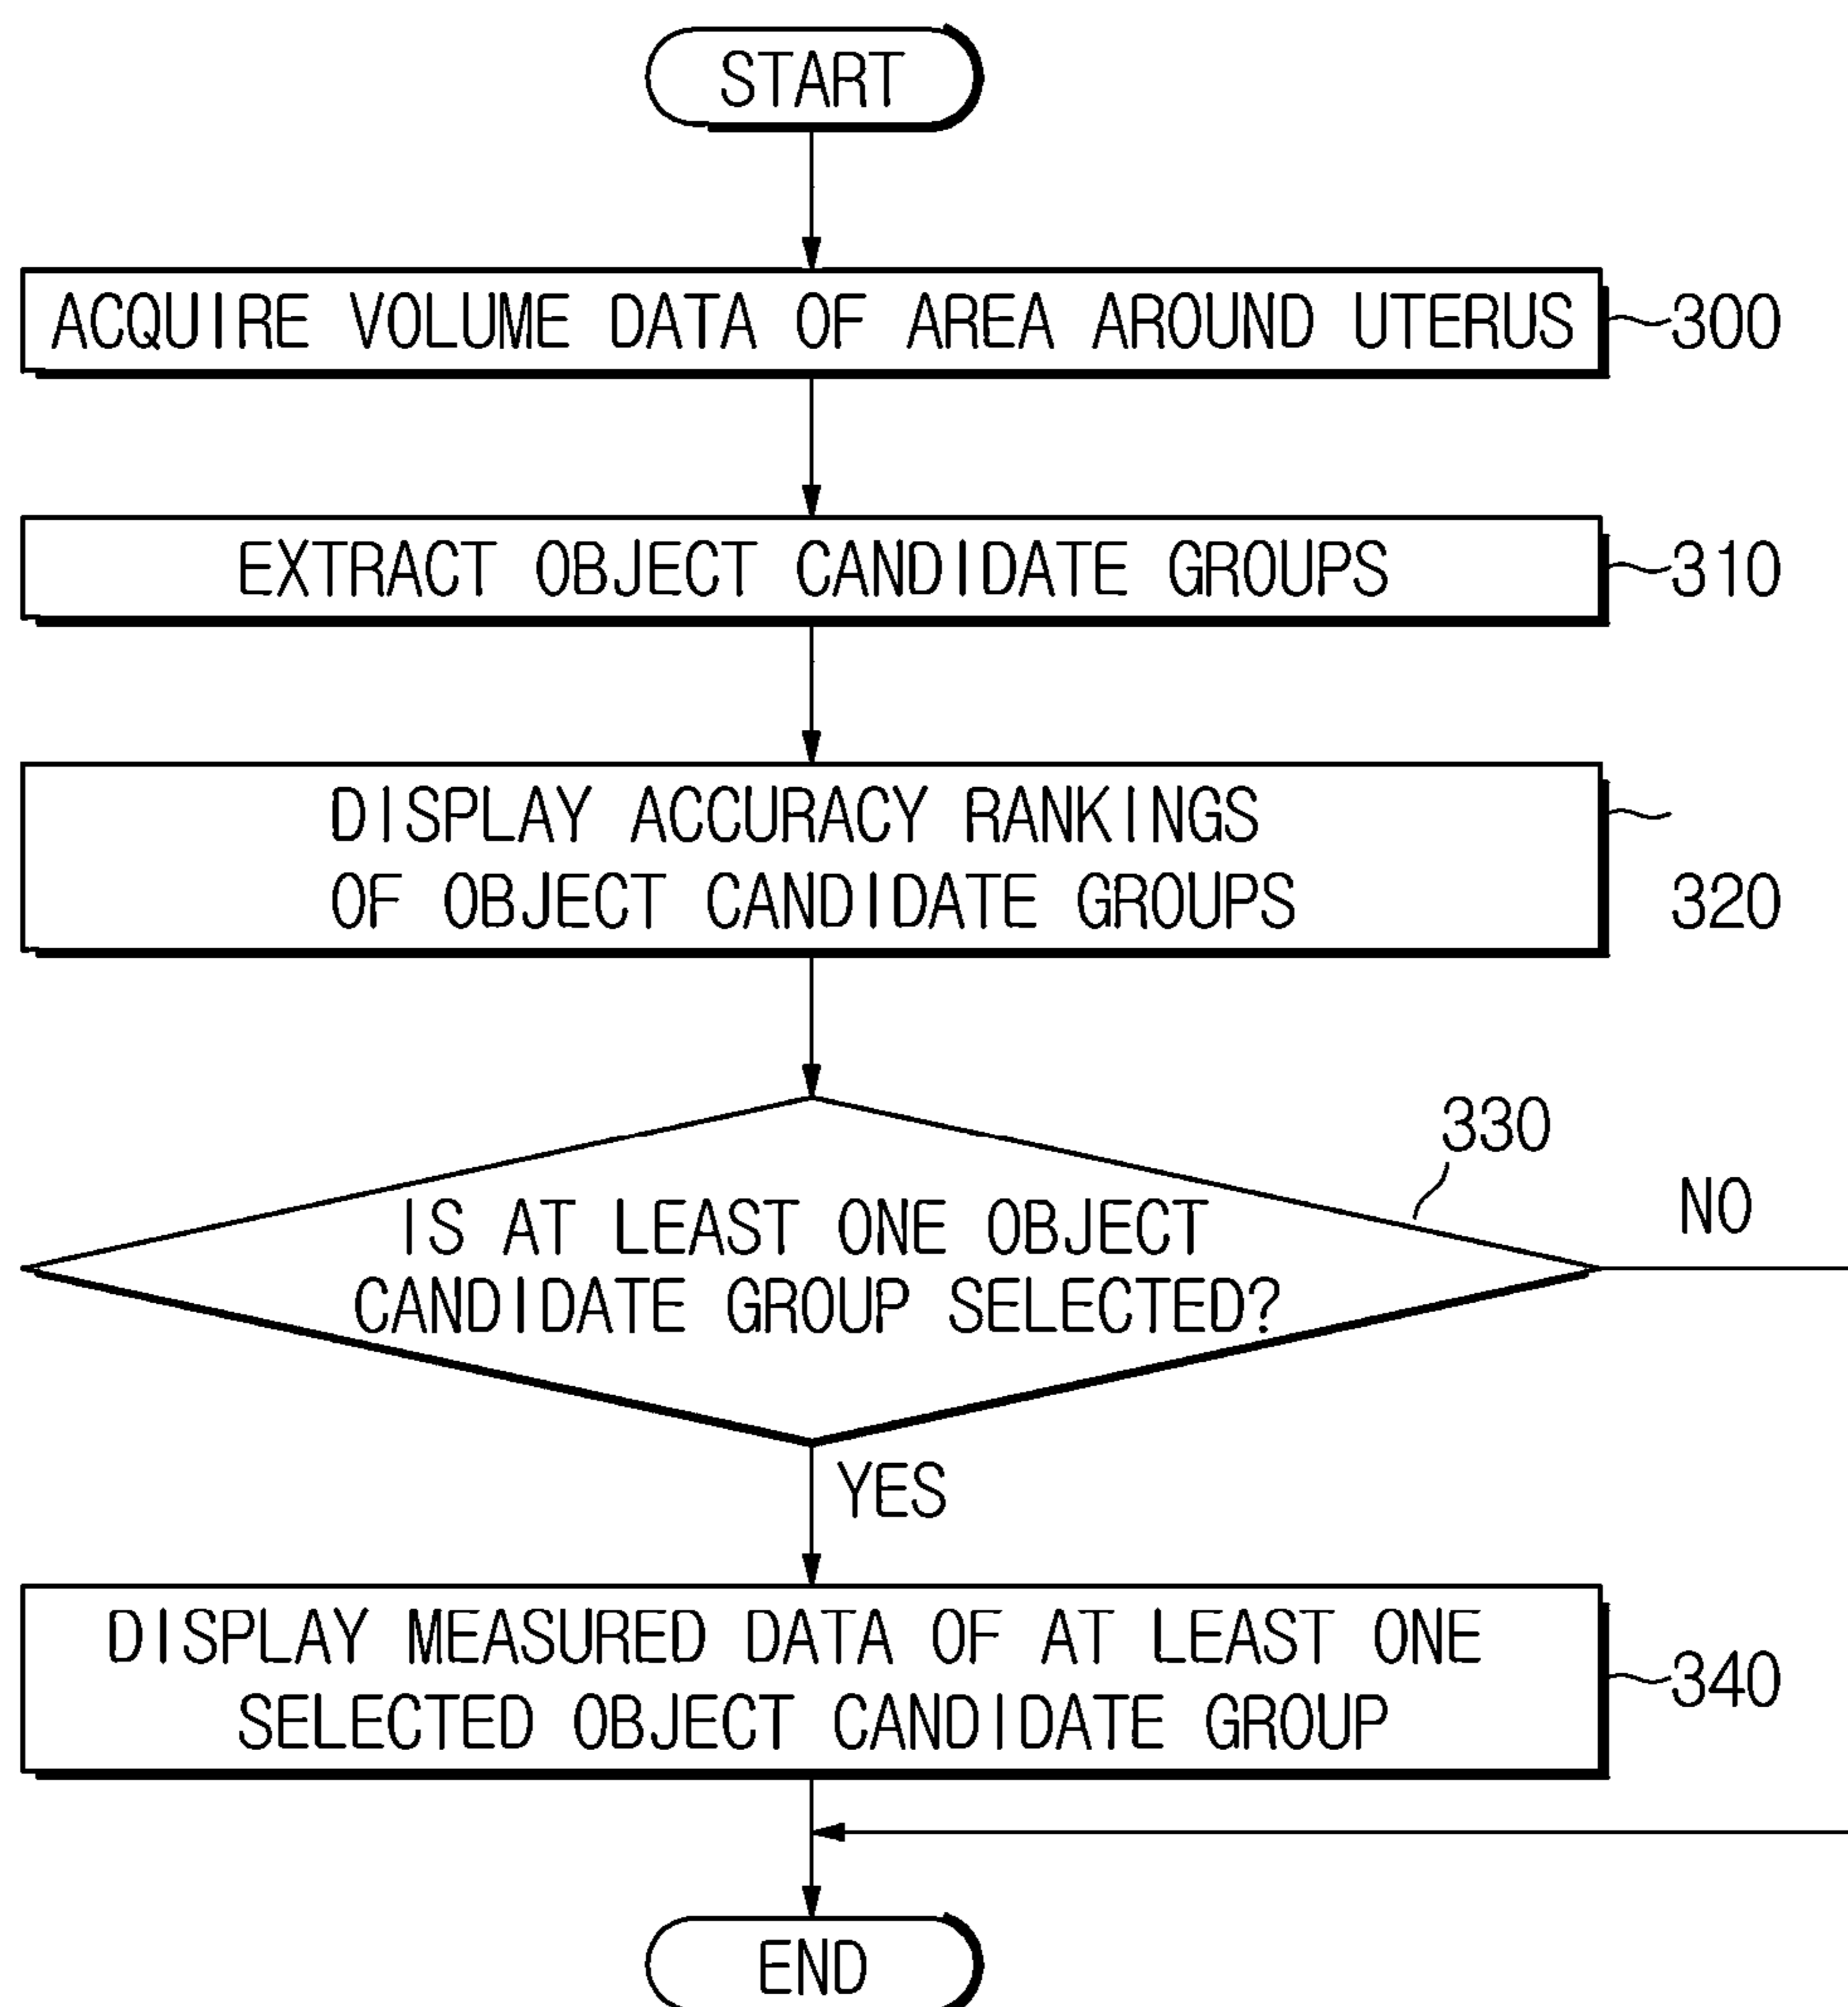 START
ACQUIRE VOLUME DATA OF AREA AROUND UTERUS
300
EXTRACT OBJECT CANDIDATE GROUPS
310
DISPLAY ACCURACY RANKINGS
OF OBJECT CANDIDATE GROUPS
320
330
IS AT LEAST ONE OBJECT
CANDIDATE GROUP SELECTED?
NO
YES
DISPLAY MEASURED DATA OF AT LEAST ONE
SELECTED OBJECT CANDIDATE GROUP
340
END